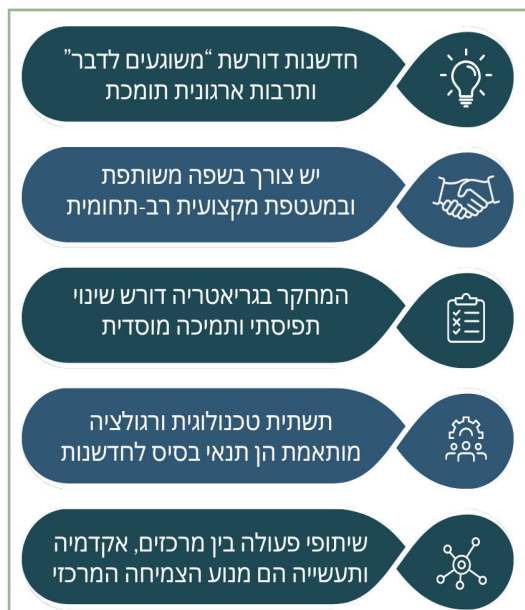 חדשנות דורשת “משוגעים לדבר”
ותרבות ארגונית תומכת
יש צורך בשפה משותפת
ובמעטפת מקצועית רב-תחומית
המחקר בגריאטריה דורש שינוי
תפיסתי ותמיכה מוסדית
תשתית טכנולוגית ורגולציה
מותאמת הן תנאי בסיס לחדשנות
שיתופי פעולה בין מרכזים, אקדמיה
ותעשייה הם מנוע הצמיחה המרכזי